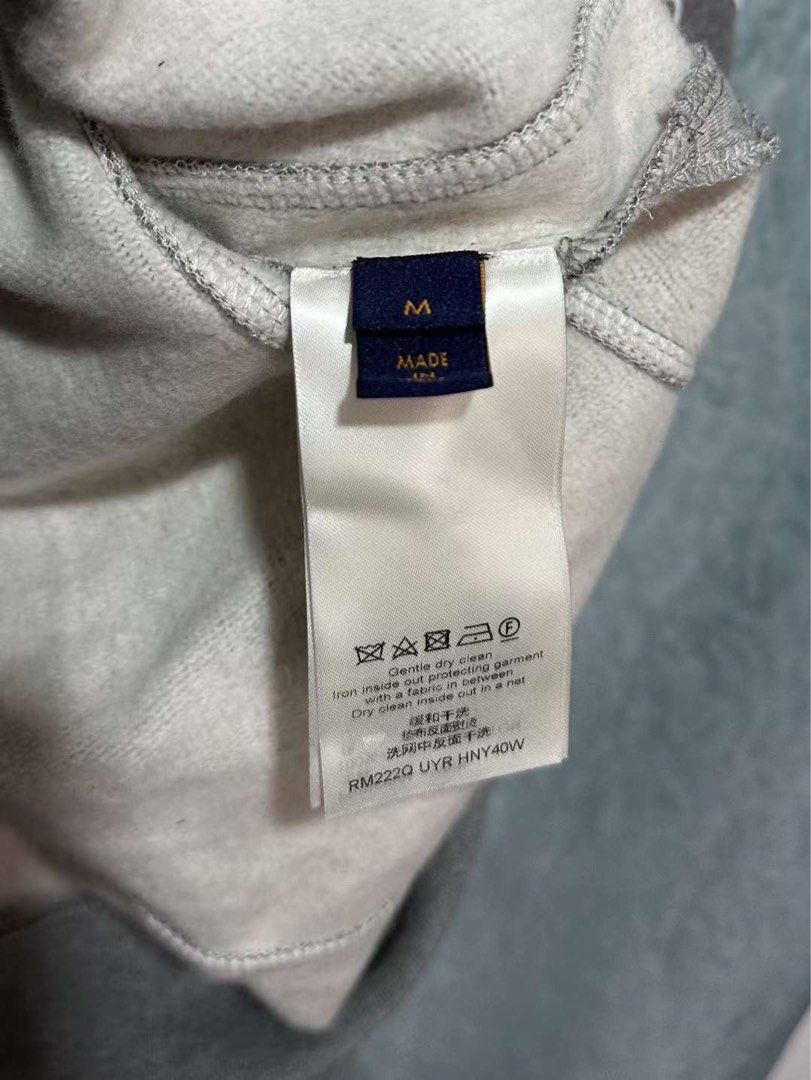 M
MADE
F
Gentle dry clean
Iron inside out protecting garment
with a fabric in between
Dry clean inside out in a net
缓和干洗
垫布反面熨烫
洗网中反面干洗
RM222Q UYR HNY40W